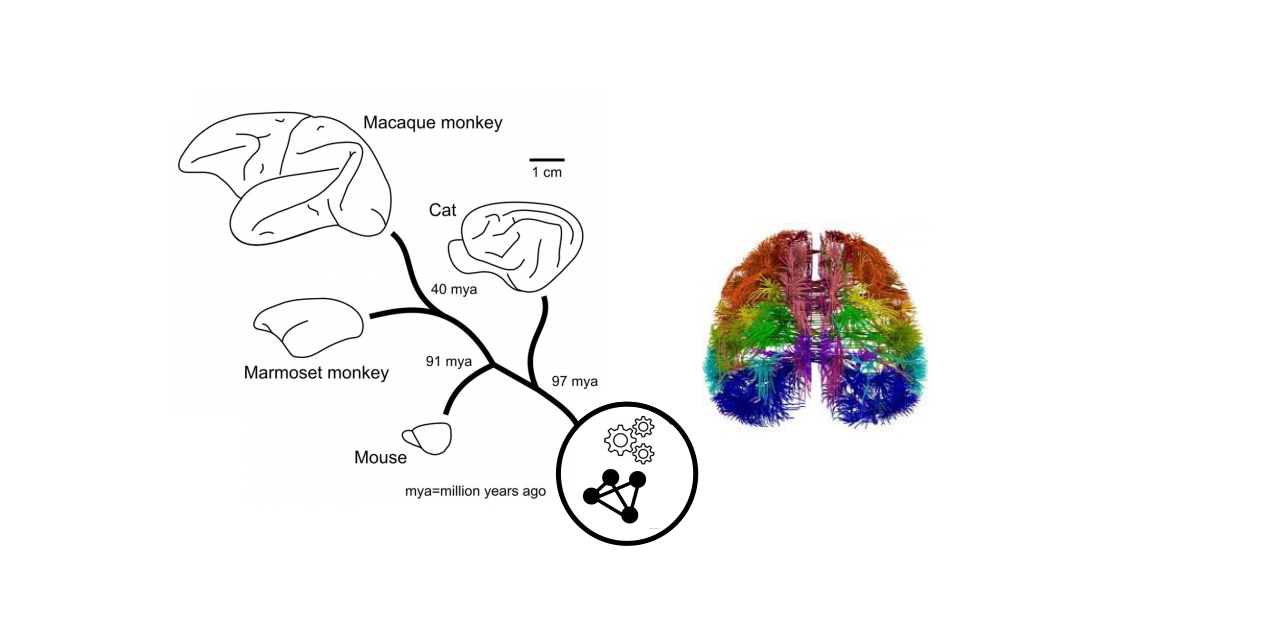 Macaque monkey
1 cm
Cat
40 mya
91 mya
Marmoset monkey
97 mya
Mouse
mya=million years ago